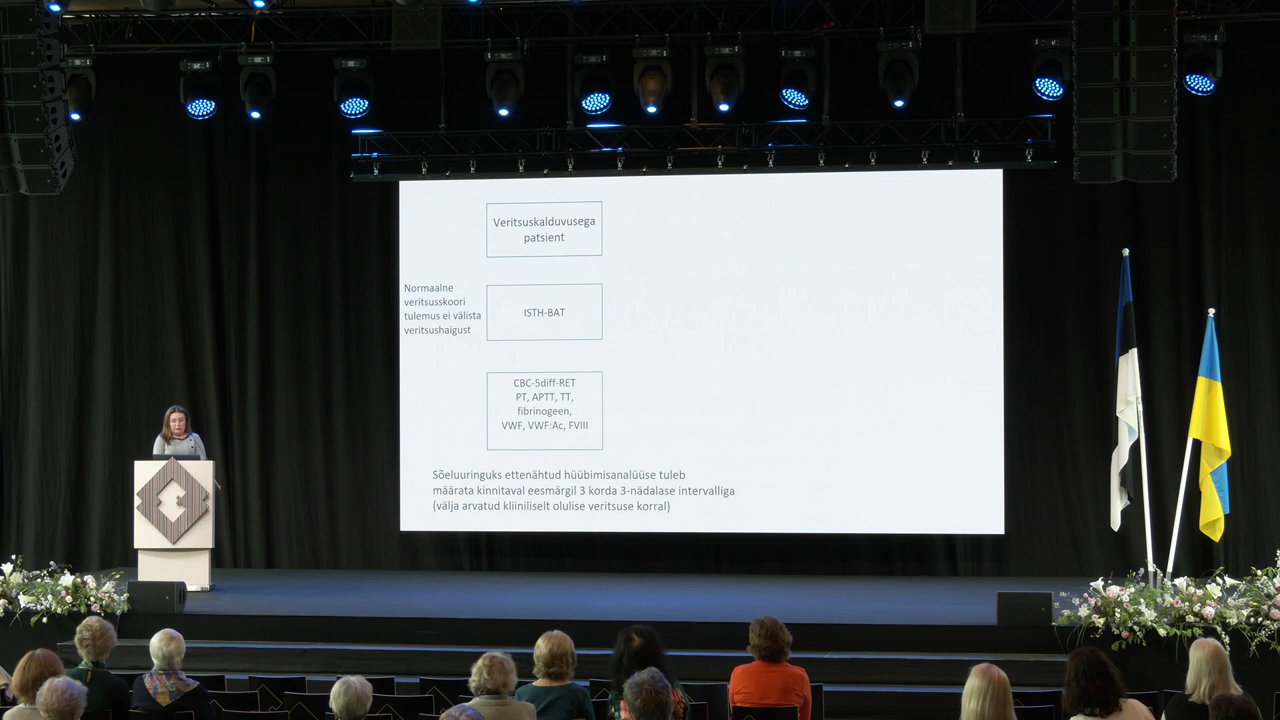 Veritsuskalduvusega
patsient
Normaalne
veritsusskoori
tulemus ei välista
veritsushaigust
ISTH-BAT
CBC-5diff-RET
PT, APTT, TT,
fibrinogeen,
VWF, VWF:Ac, FVIII
Sõeluuringuks ettenähtud hüübimisanalüüse tuleb
määrata kinnitaval eesmärgil 3 korda 3-nädalase intervalliga
(välja arvatud kliiniliselt olulise veritsuse korral)